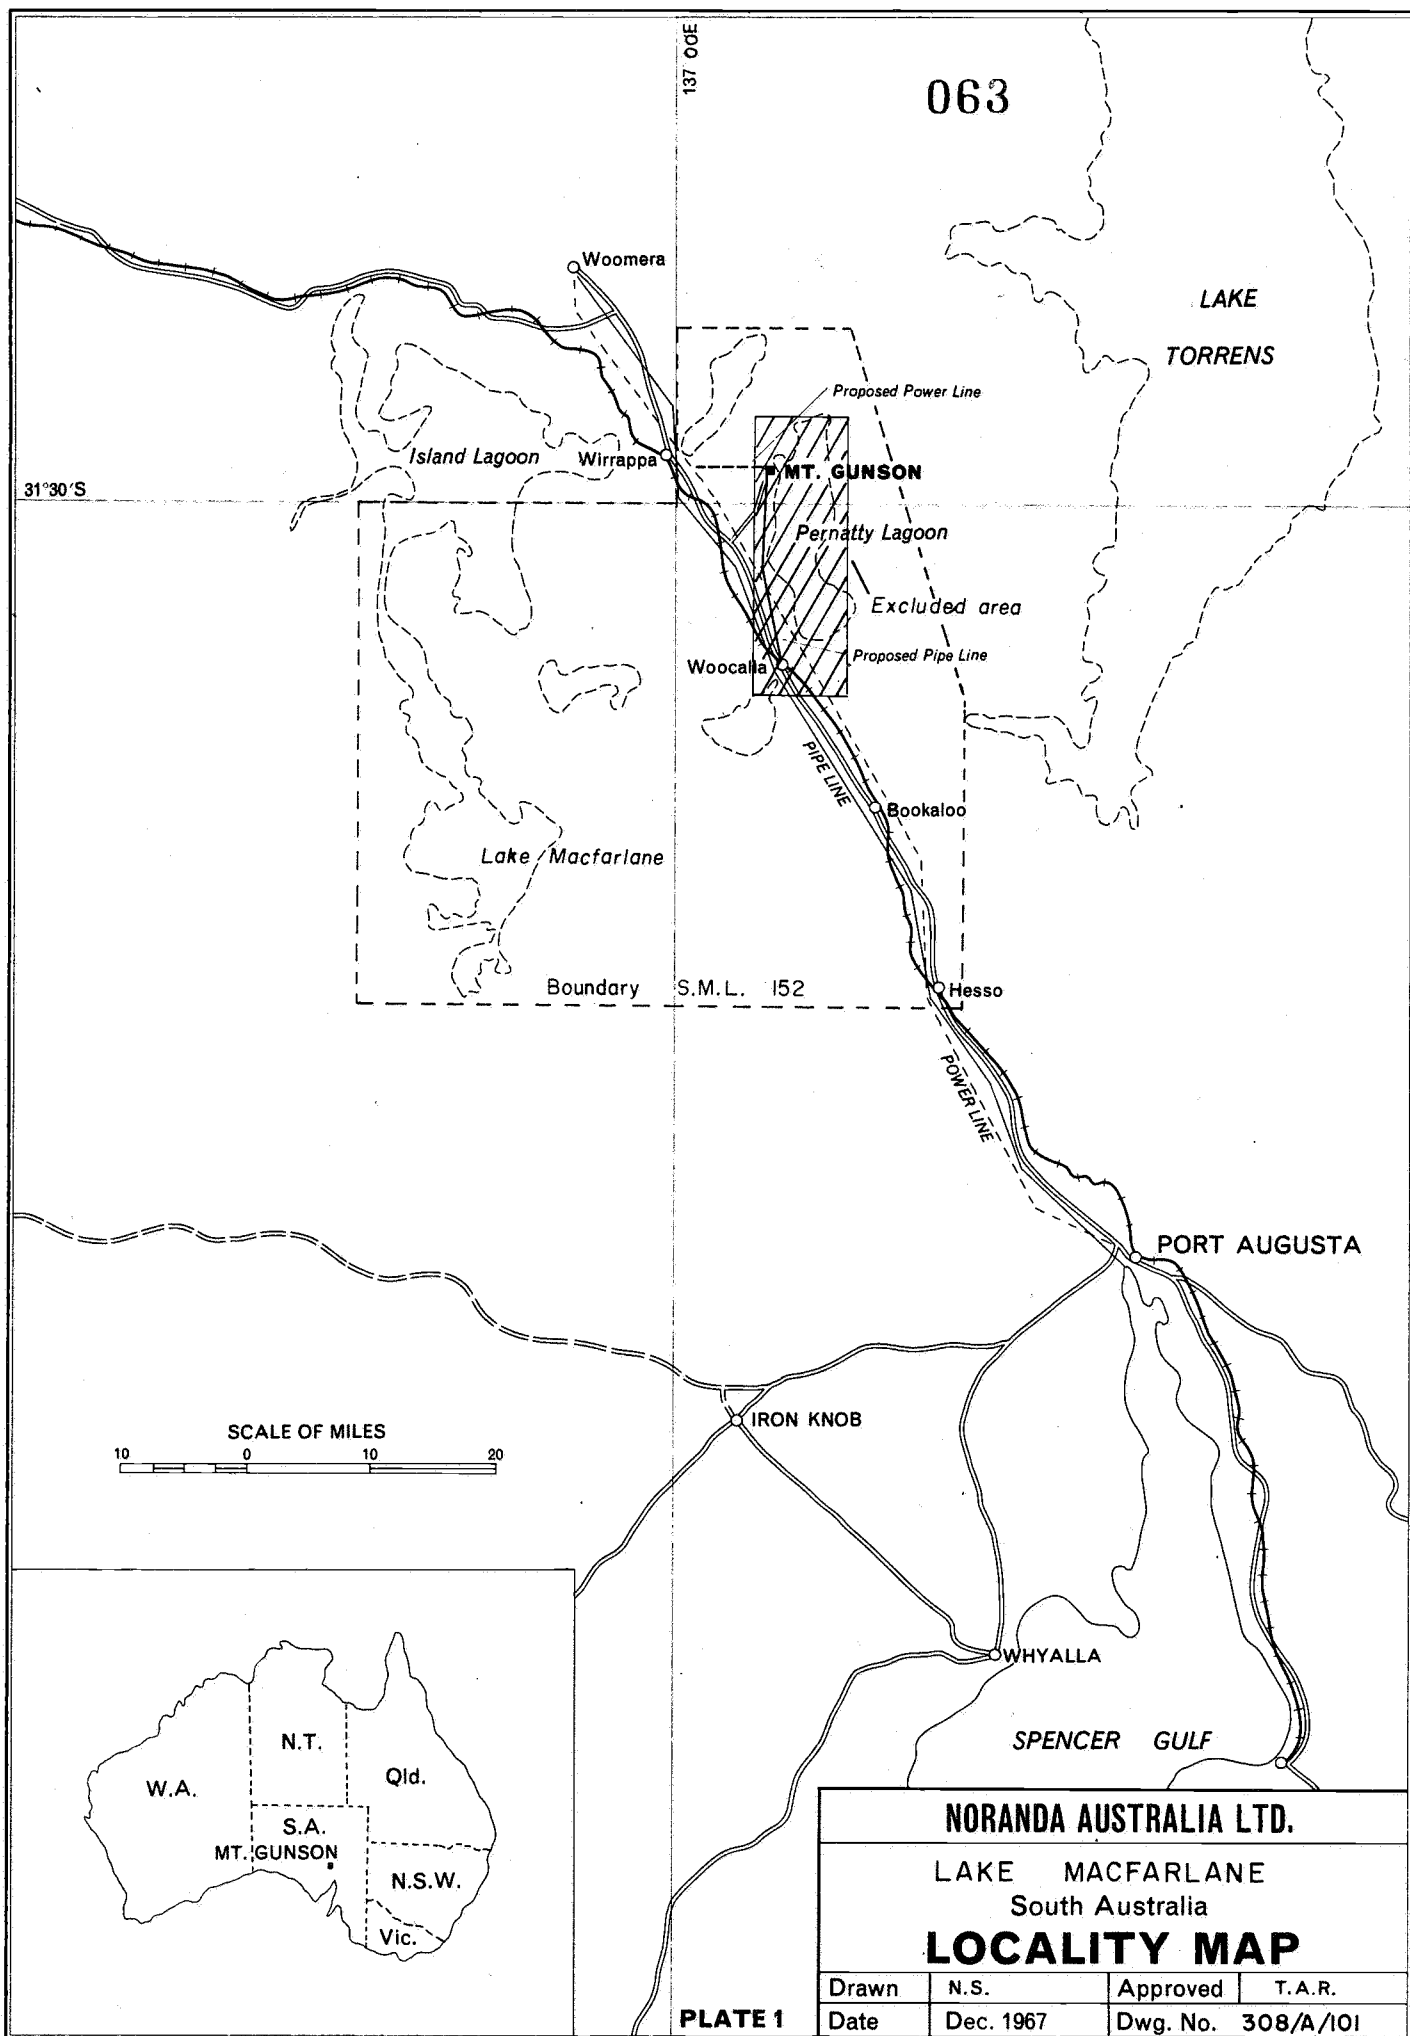 137 00E
063
Woomera
LAKE
TORRENS
Proposed Power Line
Island Lagoon
Wirrappa
MT. GUNSON
31°30'S
Pernatty Lagoon
Excluded area
Woocalla
Proposed Pipe Line
PIPE LINE
Bookaloo
Lake Macfarlane
Boundary S.M.L. 152
Hesso
POWER LINE
PORT AUGUSTA
IRON KNOB
SCALE OF MILES
10 0 10 20
WHYALLA
SPENCER GULF
N.T.
W.A.
Qld.
S.A.
MT. GUNSON
N.S.W.
Vic.
NORANDA AUSTRALIA LTD.
LAKE MACFARLANE
South Australia
LOCALITY MAP
Drawn N.S. Approved T.A.R.
Date Dec. 1967 Dwg. No. 308/A/101
PLATE 1